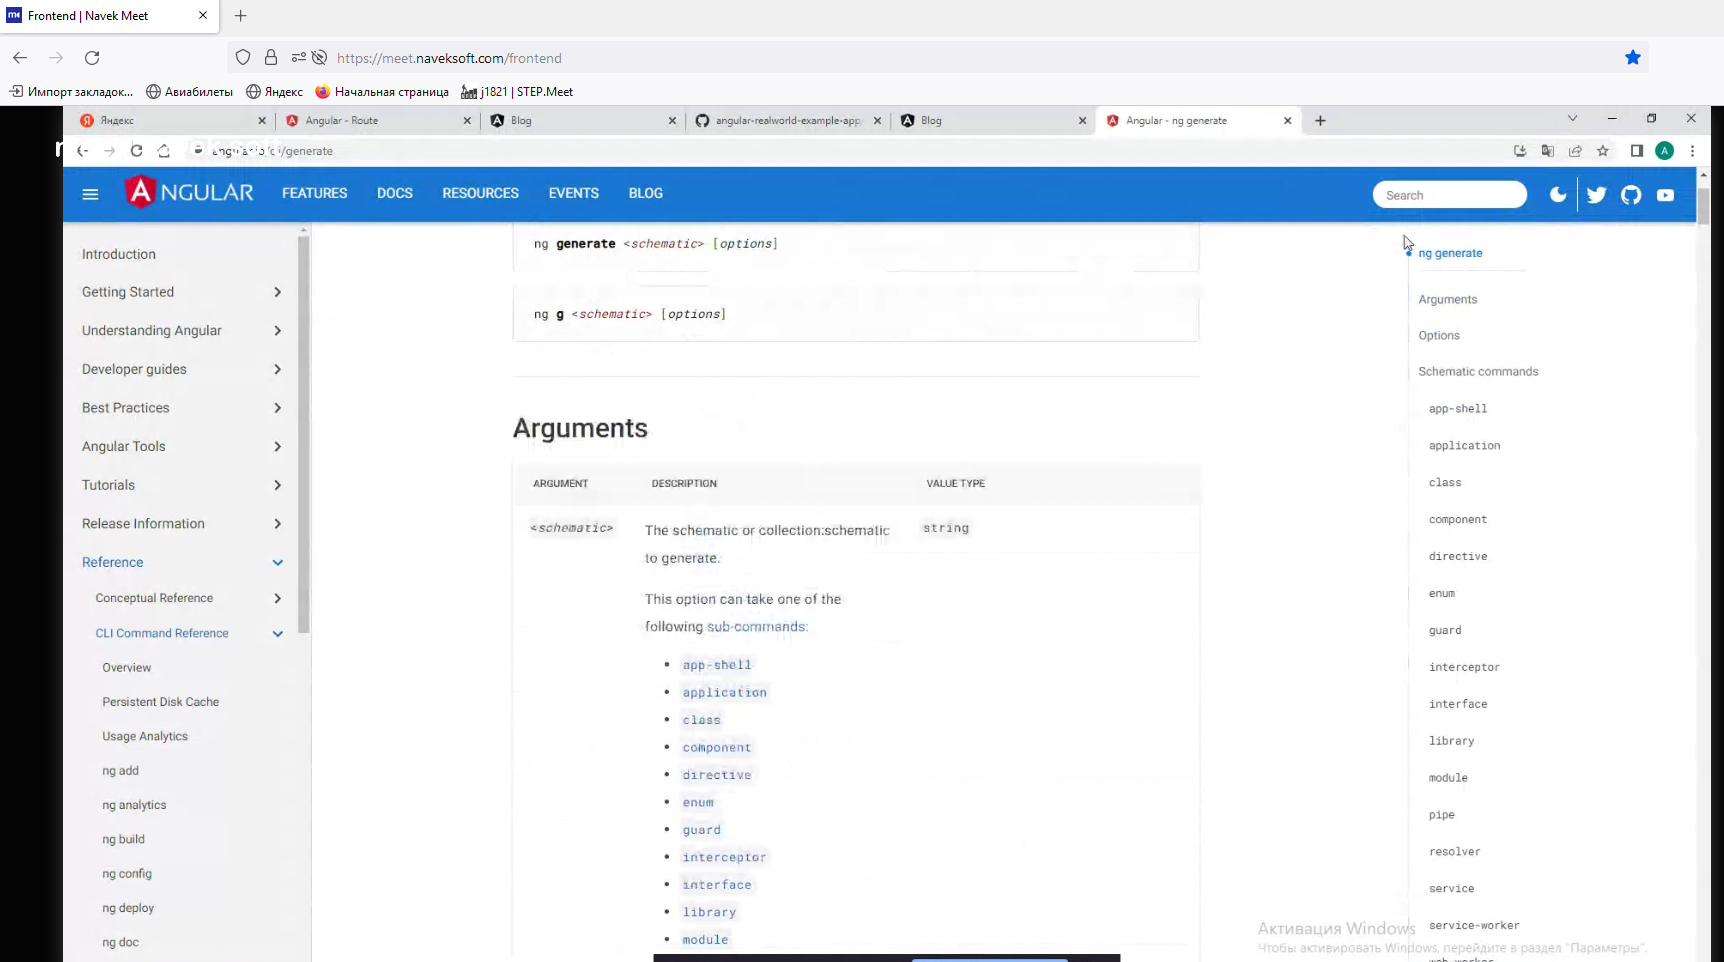 Frontend | Navek Meet
https://meet.naveksoft.com/frontend
Импорт закладок...
Авиабилеты
Яндекс
Начальная страница
j1821 | STEP.Meet
Яндекс
Angular - Route
Blog
angular-realworld-example-app
Blog
Angular - ng generate
ANGULAR
FEATURES
DOCS
RESOURCES
EVENTS
BLOG
Search
Introduction
Getting Started
Understanding Angular
Developer guides
Best Practices
Angular Tools
Tutorials
Release Information
Reference
Conceptual Reference
CLI Command Reference
Overview
Persistent Disk Cache
Usage Analytics
ng add
ng analytics
ng build
ng config
ng deploy
ng doc
ng generate <schematic> [options]
ng g <schematic> [options]
Arguments
ARGUMENT DESCRIPTION VALUE TYPE
<schematic> The schematic or collection:schematic string
to generate.
This option can take one of the
following sub-commands:
• app-shell
• application
• class
• component
• directive
• enum
• guard
• interceptor
• interface
• library
• module
ng generate
Arguments
Options
Schematic commands
app-shell
application
class
component
directive
enum
guard
interceptor
interface
library
module
pipe
resolver
service
service-worker
Активация Windows
Чтобы активировать Windows, перейдите в раздел "Параметры".